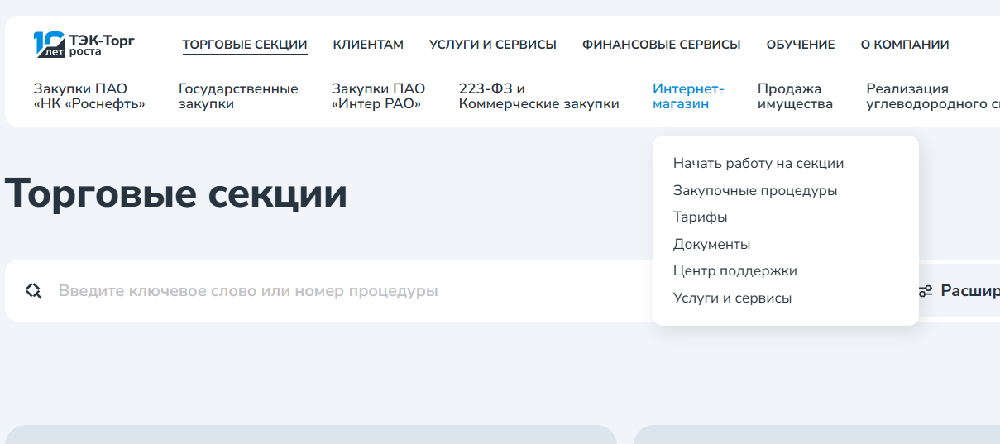 10 лет ТЭК-Торг
роста
ТОРГОВЫЕ СЕКЦИИ КЛИЕНТАМ УСЛУГИ И СЕРВИСЫ ФИНАНСОВЫЕ СЕРВИСЫ ОБУЧЕНИЕ О КОМПАНИИ
Закупки ПАО
«НК «Роснефть»
Государственные
закупки
Закупки ПАО
«Интер РАО»
223-ФЗ и
Коммерческие закупки
Интернет-
магазин
Продажа
имущества
Реализация
углеводородного
Начать работу на секции
Закупочные процедуры
Тарифы
Документы
Центр поддержки
Услуги и сервисы
Торговые секции
Введите ключевое слово или номер процедуры
Расшир